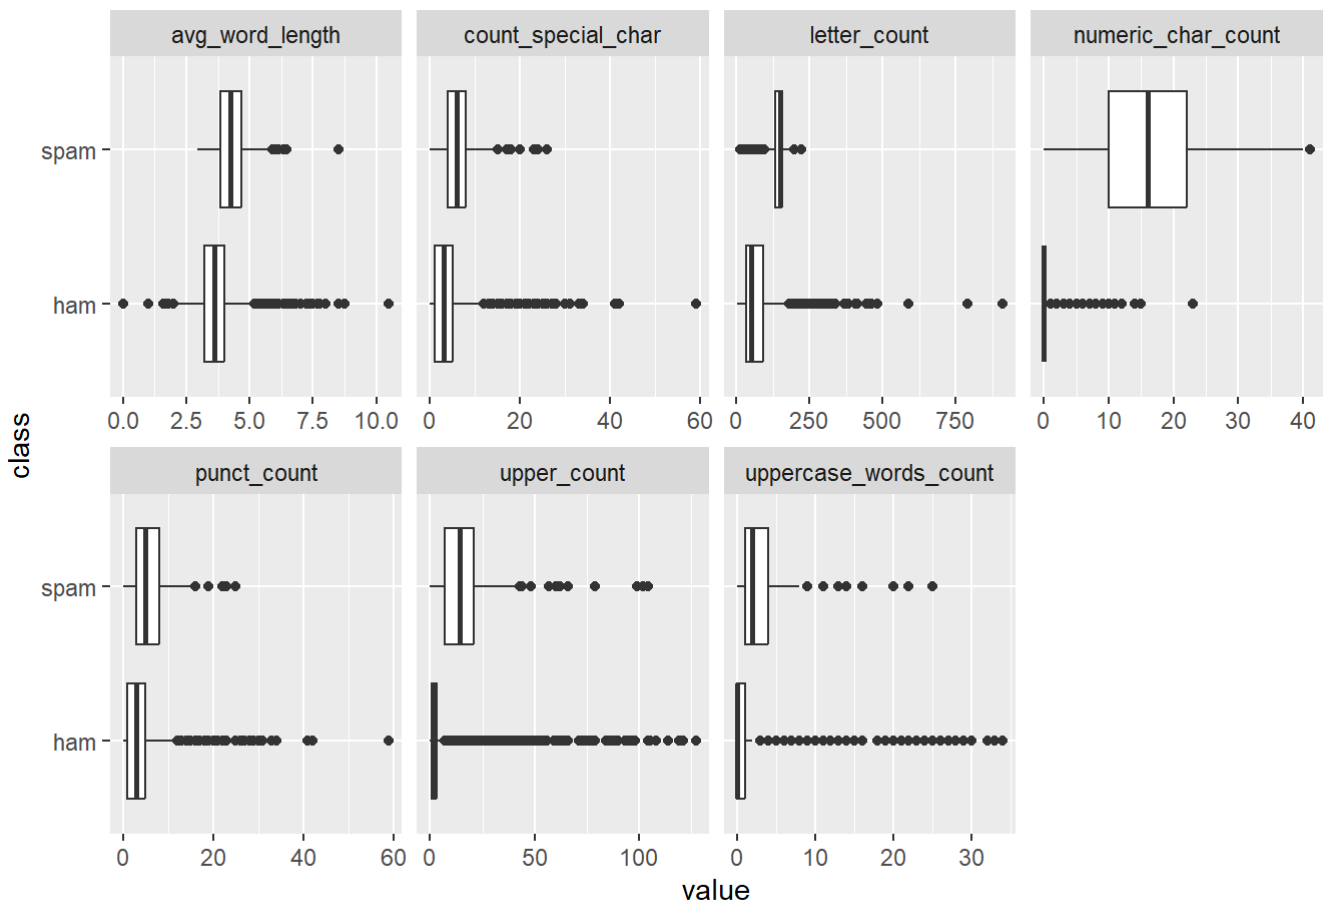 avg_word_length count_special_char letter_count numeric_char_count
spam
ham
0.0 2.5 5.0 7.5 10.0 0 20 40 60 0 250 500 750 0 10 20 30 40
class
punct_count upper_count uppercase_words_count
spam
ham
0 20 40 60 0 50 100 0 10 20 30
value